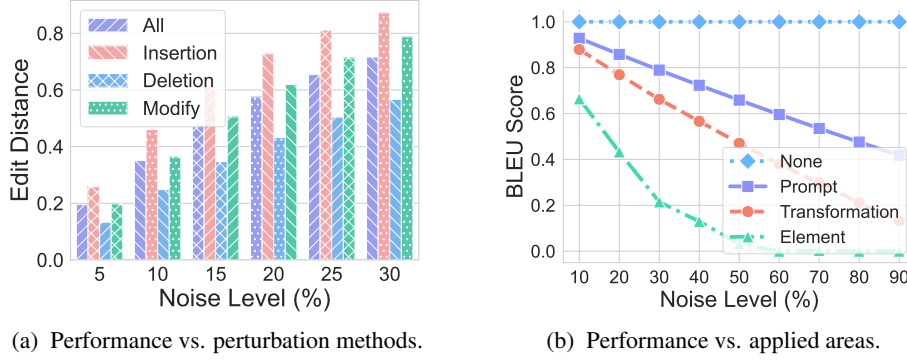 All
Insertion
Deletion
Modify
Edit Distance
0.8
0.6
0.4
0.2
0.0
5 10 15 20 25 30
Noise Level (%)
(a) Performance vs. perturbation methods.
BLEU Score
1.0
0.8
0.6
0.4
0.2
0.0
None
Prompt
Transformation
Element
10 20 30 40 50 60 70 80 90
Noise Level (%)
(b) Performance vs. applied areas.